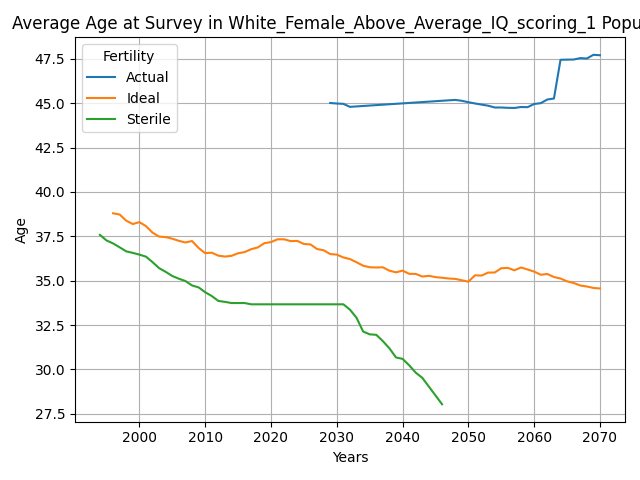 Average Age at Survey in White_Female_Above_Average_IQ_scoring_1 Popu
Fertility
Actual
Ideal
Sterile
47.5
45.0
42.5
40.0
37.5
35.0
32.5
30.0
27.5
Age
2000 2010 2020 2030 2040 2050 2060 2070
Years